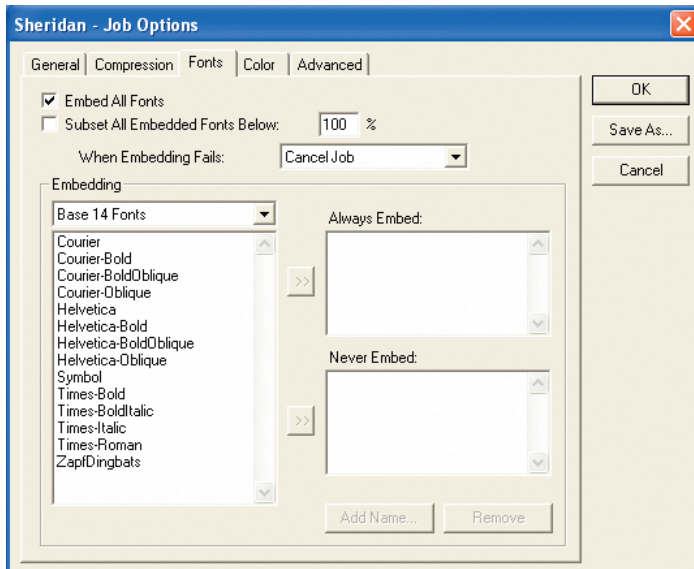 Sheridan - Job Options
General Compression Fonts Color Advanced
Embed All Fonts
Subset All Embedded Fonts Below: 100 %
When Embedding Fails: Cancel Job
Embedding
Base 14 Fonts
Courier
Courier-Bold
Courier-BoldOblique
Courier-Oblique
Helvetica
Helvetica-Bold
Helvetica-BoldOblique
Helvetica-Oblique
Symbol
Times-Bold
Times-BoldItalic
Times-Italic
Times-Roman
ZapfDingbats
>>
>>
Always Embed:
Never Embed:
Add Name... Remove
OK
Save As...
Cancel